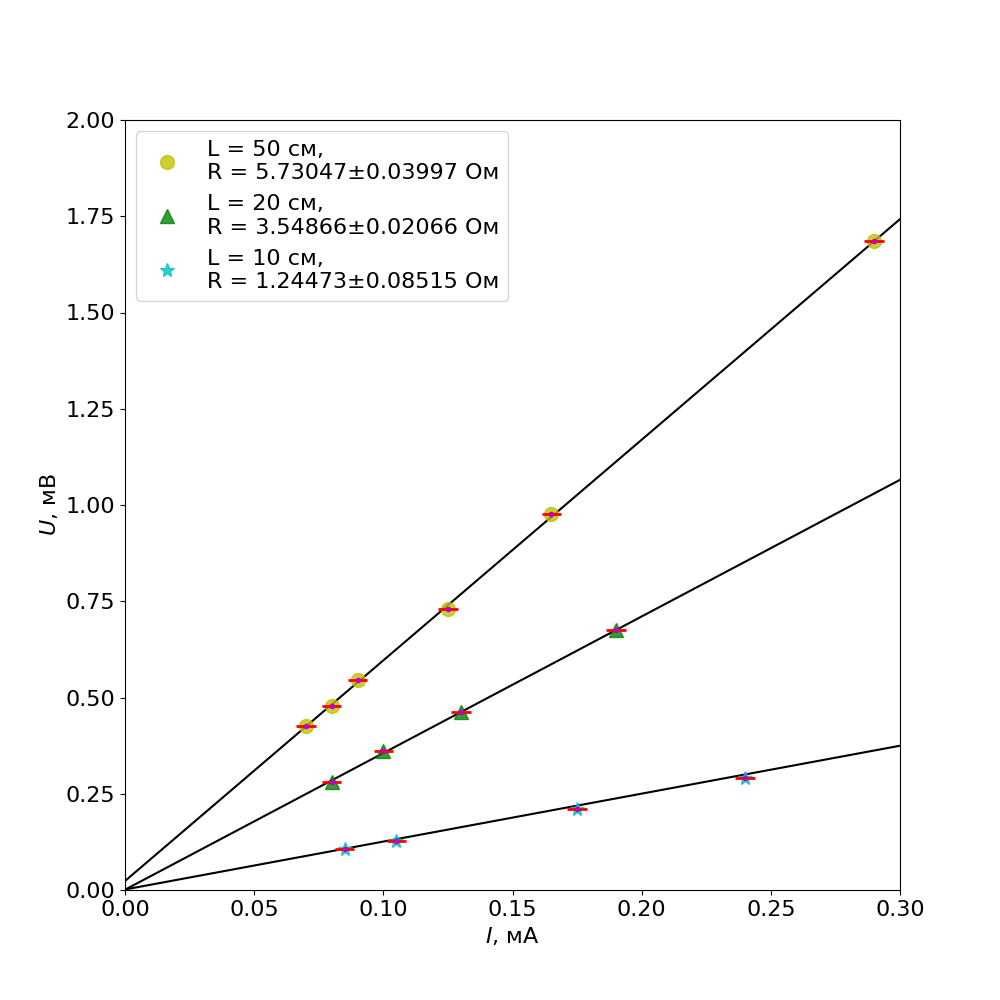 2.00
1.75
1.50
1.25
1.00
0.75
0.50
0.25
0.00
U, мВ
L = 50 см,
R = 5.73047±0.03997 Ом
L = 20 см,
R = 3.54866±0.02066 Ом
L = 10 см,
R = 1.24473±0.08515 Ом
0.00 0.05 0.10 0.15 0.20 0.25 0.30
I, мА